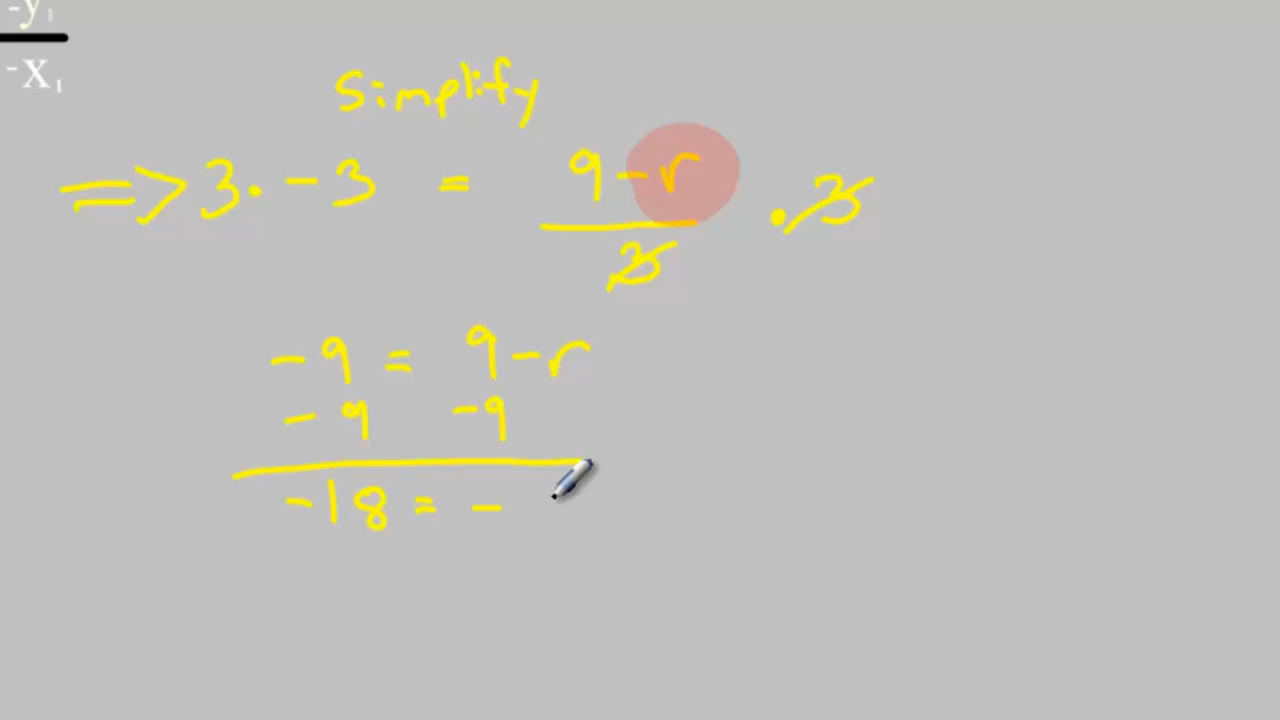 -y₁
-x₁
Simplify
=> 3. - 3 = 9 - r / 3 . 3
- 9 = 9 - r
- 9 - 9
- 18 = -